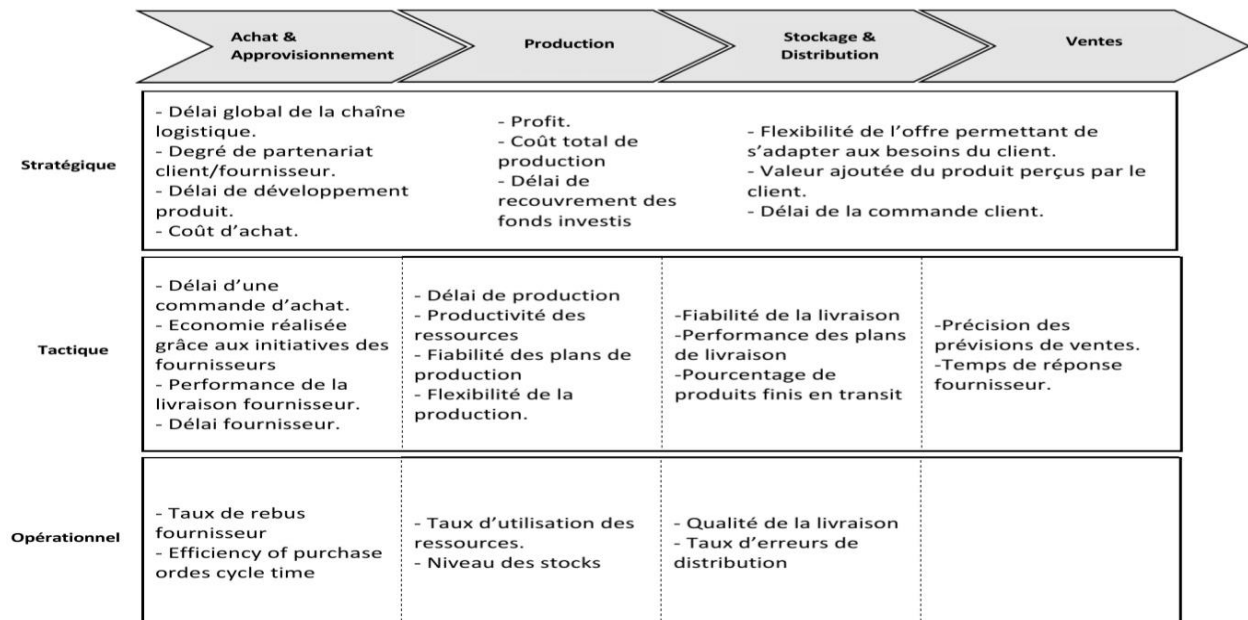 Achat &
Approvisionnement
Production
Stockage &
Distribution
Ventes
Stratégique
- Délai global de la chaîne
logistique.
- Degré de partenariat
client/fournisseur.
- Délai de développement
produit.
- Coût d'achat.
- Profit.
- Coût total de
production
- Délai de
recouvrement des
fonds investis
- Flexibilité de l'offre permettant de
s'adapter aux besoins du client.
- Valeur ajoutée du produit perçus par le
client.
- Délai de la commande client.
Tactique
- Délai d'une
commande d'achat.
- Economie réalisée
grâce aux initiatives des
fournisseurs
- Performance de la
livraison fournisseur.
- Délai fournisseur.
- Délai de production
- Productivité des
ressources
- Fiabilité des plans de
production
- Flexibilité de la
production.
-Fiabilité de la livraison
-Performance des plans
de livraison
-Pourcentage de
produits finis en transit
-Précision des
prévisions de ventes.
-Temps de réponse
fournisseur.
Opérationnel
- Taux de rebus
fournisseur
- Efficiency of purchase
ordes cycle time
- Taux d'utilisation des
ressources.
- Niveau des stocks
- Qualité de la livraison
- Taux d'erreurs de
distribution